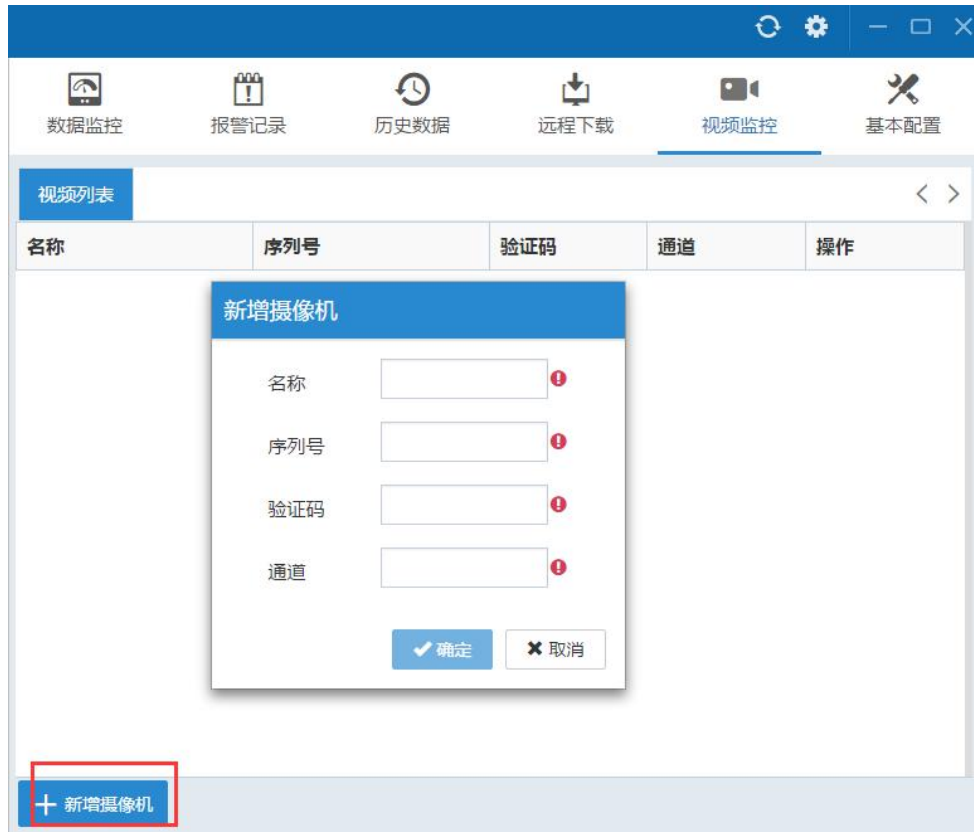 数据监控 报警记录 历史数据 远程下载 视频监控 基本配置
视频列表
名称 序列号 验证码 通道 操作
新增摄像机
名称
序列号
验证码
通道
确定 取消
新增摄像机